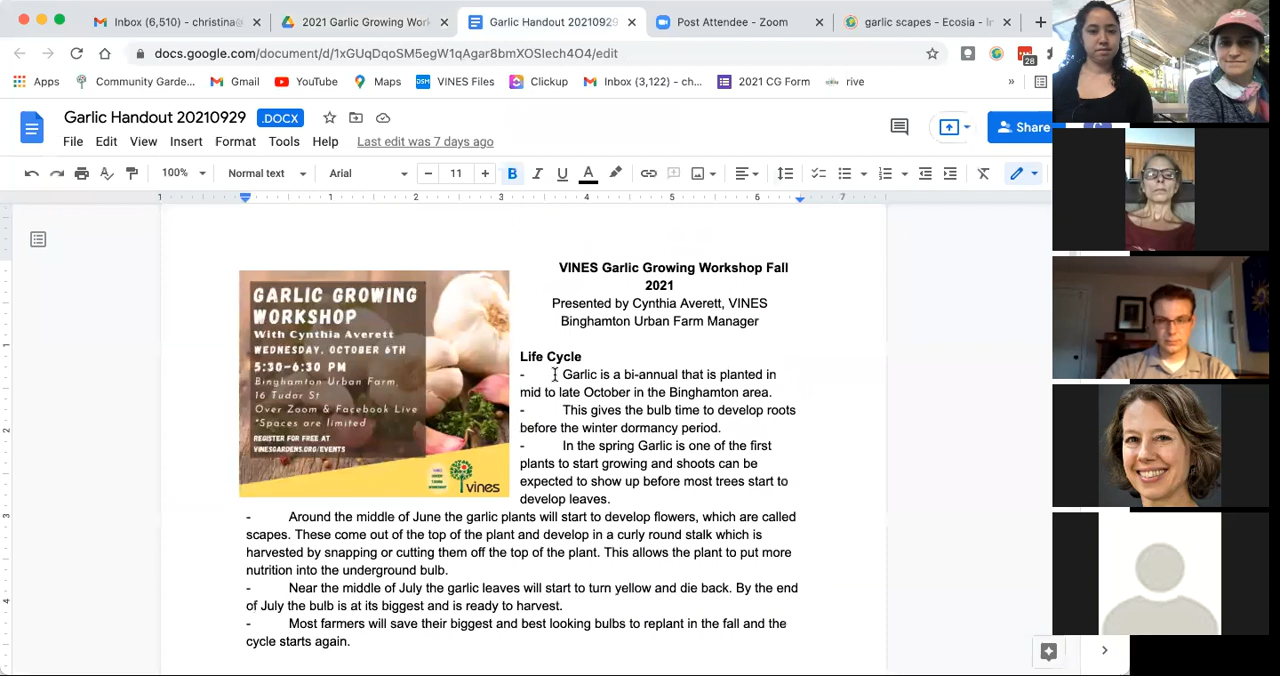 Inbox (6,510) - christina@
2021 Garlic Growing Work
Garlic Handout 20210929
Post Attendee - Zoom
garlic scapes - Ecosia - I
docs.google.com/document/d/1xGUqDqoSM5egW1qAgar8bmXOSIech4O4/edit
28
Apps
Community Garde...
Gmail
YouTube
Maps
VINES Files
Clickup
Inbox (3,122) - ch...
2021 CG Form
rive
»
Garlic Handout 20210929
.DOCX
File Edit View Insert Format Tools Help
Last edit was 7 days ago
Share
100%
Normal text
Arial
- 11 +
B I U A
1 1 2 3 4 5 6 7
VINES Garlic Growing Workshop Fall
2021
Presented by Cynthia Averett, VINES
Binghamton Urban Farm Manager
GARLIC GROWING
WORKSHOP
With Cynthia Averett
WEDNESDAY, OCTOBER 6TH
5:30-6:30 PM
Binghamton Urban Farm,
16 Tudor St
Over Zoom & Facebook Live
*Spaces are limited
REGISTER FOR FREE AT
VINESGARDENS.ORG/EVENTS
vines
Life Cycle
- Garlic is a bi-annual that is planted in
mid to late October in the Binghamton area.
- This gives the bulb time to develop roots
before the winter dormancy period.
- In the spring Garlic is one of the first
plants to start growing and shoots can be
expected to show up before most trees start to
develop leaves.
- Around the middle of June the garlic plants will start to develop flowers, which are called
scapes. These come out of the top of the plant and develop in a curly round stalk which is
harvested by snapping or cutting them off the top of the plant. This allows the plant to put more
nutrition into the underground bulb.
- Near the middle of July the garlic leaves will start to turn yellow and die back. By the end
of July the bulb is at its biggest and is ready to harvest.
- Most farmers will save their biggest and best looking bulbs to replant in the fall and the
cycle starts again.
1
2
3
4